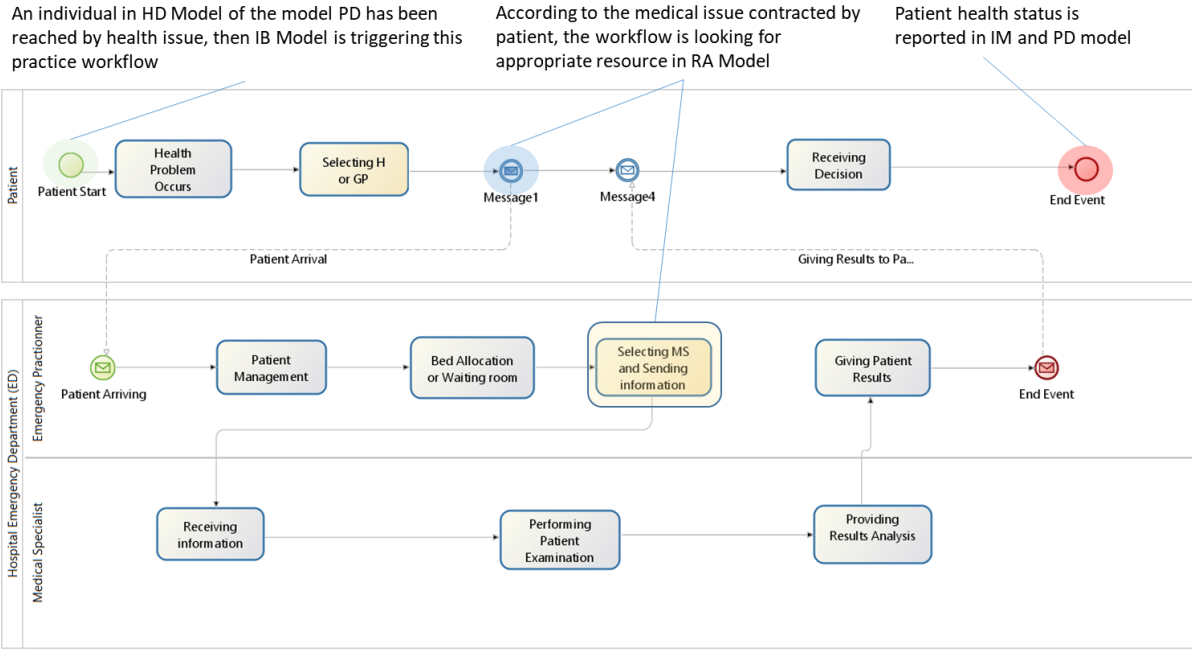 An individual in HD Model of the model PD has been
reached by health issue, then IB Model is triggering this
practice workflow
According to the medical issue contracted by
patient, the workflow is looking for
appropriate resource in RA Model
Patient health status is
reported in IM and PD model
Patient
Patient Start
Health
Problem
Occurs
Selecting H
or GP
Message1
Message4
Receiving
Decision
End Event
Patient Arrival
Giving Results to Pa...
Hospital Emergency Department (ED)
Emergency Practionner
Patient Arriving
Patient
Management
Bed Allocation
or Waiting room
Selecting MS
and Sending
information
Giving Patient
Results
End Event
Medical Specialist
Receiving
information
Performing
Patient
Examination
Providing
Results Analysis